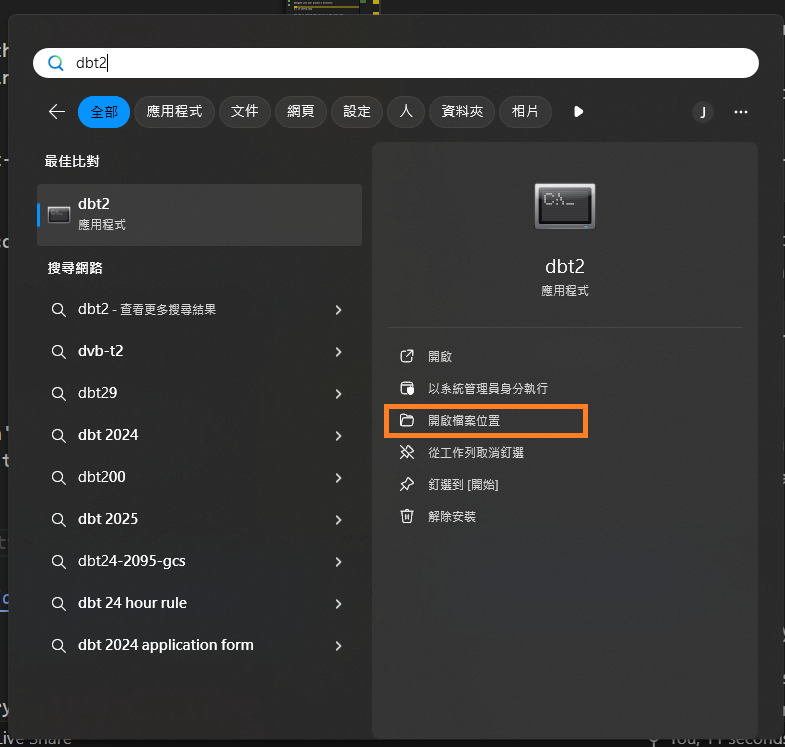 dbt2
全部
應用程式
文件
網頁
設定
人
資料夾
相片
J
最佳比對
dbt2
應用程式
搜尋網路
dbt2 - 查看更多搜尋結果
dvb-t2
dbt29
dbt 2024
dbt200
dbt 2025
dbt24-2095-gcs
dbt 24 hour rule
dbt 2024 application form
C:\_
dbt2
應用程式
開啟
以系統管理員身分執行
開啟檔案位置
從工作列取消釘選
釘選到 [開始]
解除安裝
Live Share
You, 11 seconds